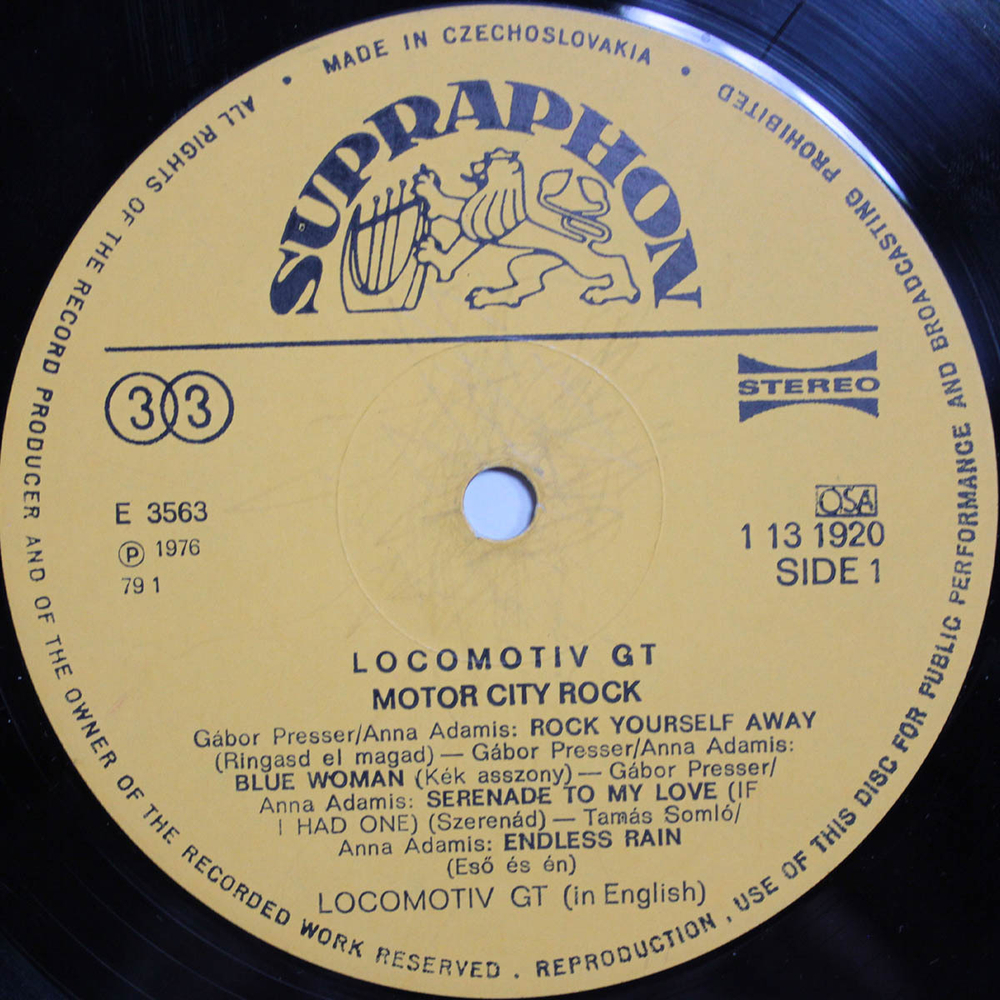 MADE IN CZECHOSLOVAKIA
SUPRAPHON
33
STEREO
E 3563
Ⓟ 1976
79 1
OSA
1 13 1920
SIDE 1
LOCOMOTIV GT
MOTOR CITY ROCK
Gábor Presser/Anna Adamis: ROCK YOURSELF AWAY
(Ringasd el magad) — Gábor Presser/Anna Adamis:
BLUE WOMAN (Kék asszony) — Gábor Presser/
Anna Adamis: SERENADE TO MY LOVE (IF
I HAD ONE) (Szerenád) — Tamás Somló/
Anna Adamis: ENDLESS RAIN
(Eső és én)
LOCOMOTIV GT (in English)
ALL RIGHTS OF THE RECORD PRODUCER AND OF THE OWNER OF THE RECORDED WORK RESERVED . REPRODUCTION , USE OF THIS DISC FOR PUBLIC PERFORMANCE AND BROADCASTING PROHIBITED